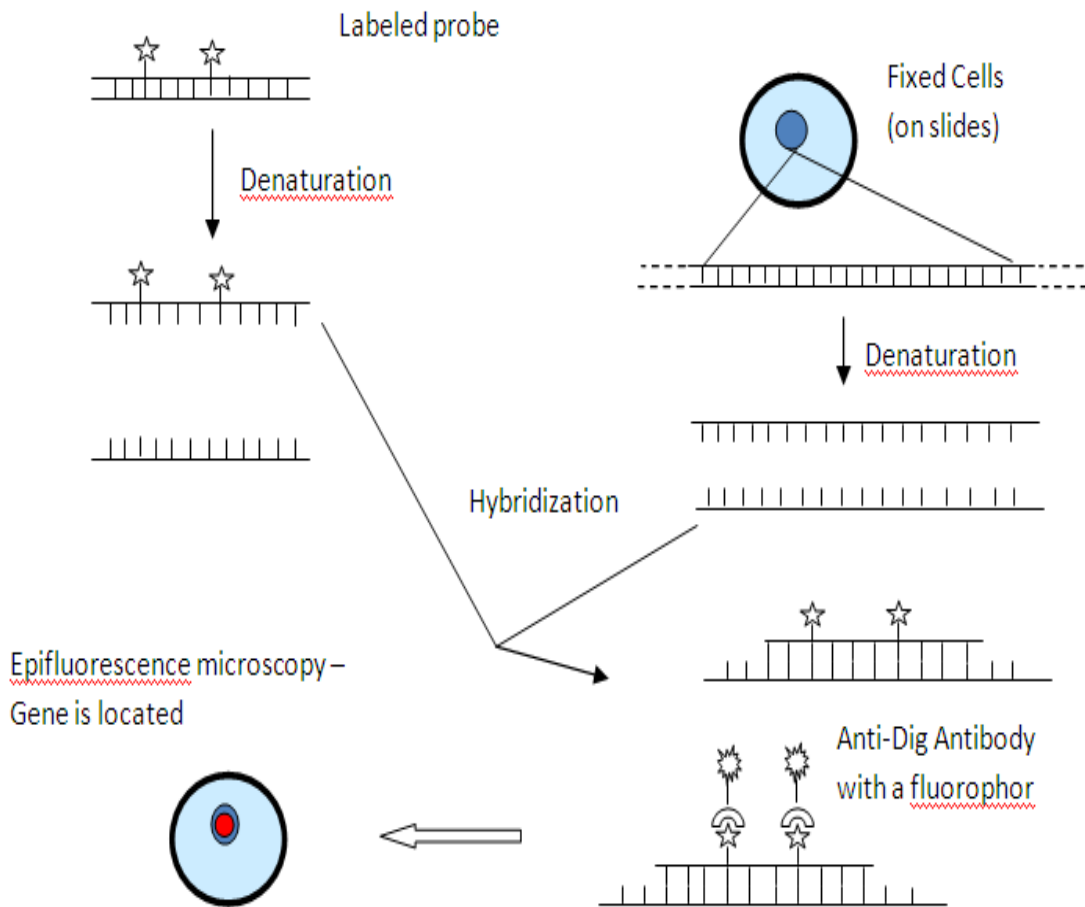 Labeled probe
Fixed Cells
(on slides)
Denaturation
Denaturation
Hybridization
Epifluorescence microscopy –
Gene is located
Anti-Dig Antibody
with a fluorophor